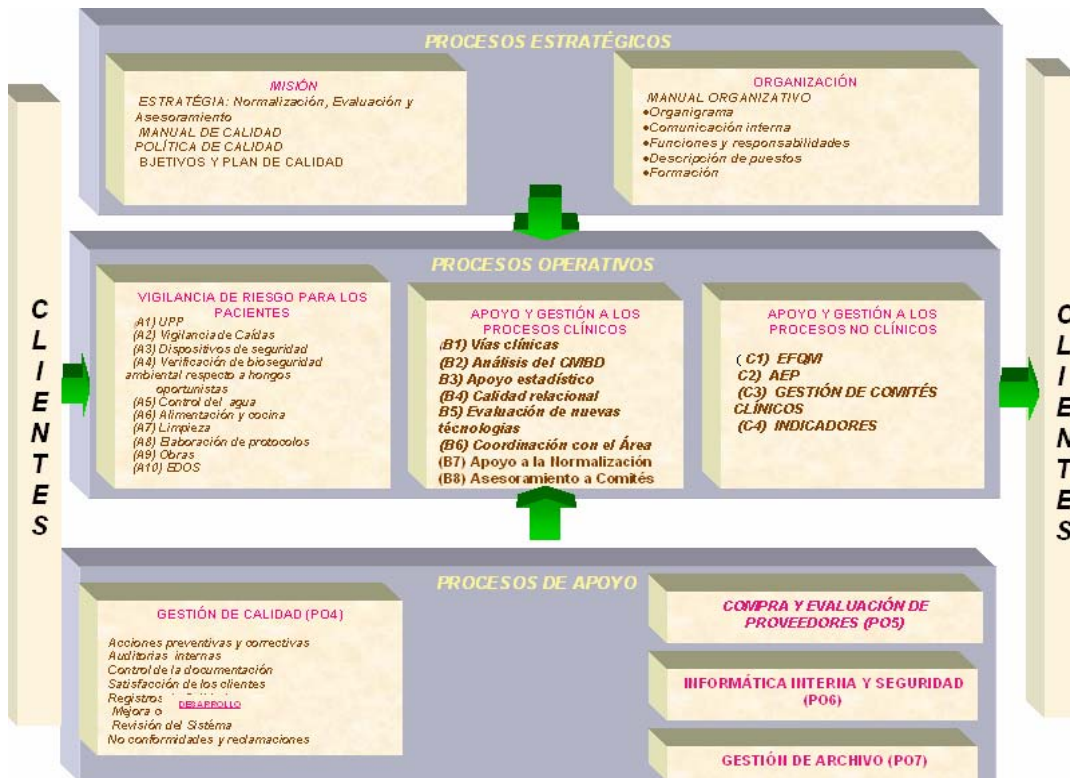 PROCESOS ESTRATÉGICOS
MISIÓN
ESTRATÉGIA: Normalización, Evaluación y
Asesoramiento
MANUAL DE CALIDAD
POLÍTICA DE CALIDAD
BJETIVOS Y PLAN DE CALIDAD
ORGANIZACIÓN
MANUAL ORGANIZATIVO
•Organigrama
•Comunicación interna
•Funciones y responsabilidades
•Descripción de puestos
•Formación
CLIENTES
PROCESOS OPERATIVOS
VIGILANCIA DE RIESGO PARA LOS
PACIENTES
(A1) UPP
(A2) Vigilancia de Caídas
(A3) Dispositivos de seguridad
(A4) Verificación de bioseguridad
ambiental respecto a hongos
oportunistas
(A5) Control del agua
(A6) Alimentación y cocina
(A7) Limpieza
(A8) Elaboración de protocolos
(A9) Obras
(A10) EDOS
APOYO Y GESTIÓN A LOS
PROCESOS CLÍNICOS
(B1) Vías clínicas
(B2) Análisis del CMBD
B3) Apoyo estadístico
(B4) Calidad relacional
B5) Evaluación de nuevas
técnologías
(B6) Coordinación con el Área
(B7) Apoyo a la Normalización
(B8) Asesoramiento a Comités
APOYO Y GESTIÓN A LOS
PROCESOS NO CLÍNICOS
( C1) EFQM
C2) AEP
(C3) GESTIÓN DE COMITÉS
CLÍNICOS
(C4) INDICADORES
CLIENTES
PROCESOS DE APOYO
GESTIÓN DE CALIDAD (PO4)
Acciones preventivas y correctivas
Auditorias internas
Control de la documentación
Satisfacción de los clientes
Registros
Mejora o
DESARROLLO
Revisión del Sistéma
No conformidades y reclamaciones
COMPRA Y EVALUACIÓN DE
PROVEEDORES (PO5)
INFORMÁTICA INTERNA Y SEGURIDAD
(PO6)
GESTIÓN DE ARCHIVO (PO7)